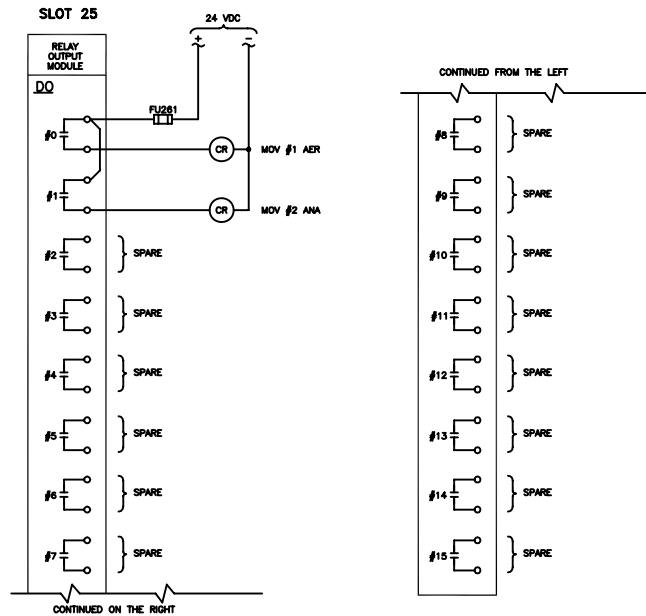 SLOT 25
24 VDC
+ −
RELAY
OUTPUT
MODULE
DO
FU261
#0
CR
MOV #1 AER
#1
CR
MOV #2 ANA
#2 SPARE
#3 SPARE
#4 SPARE
#5 SPARE
#6 SPARE
#7 SPARE
CONTINUED ON THE RIGHT
CONTINUED FROM THE LEFT
#8 SPARE
#9 SPARE
#10 SPARE
#11 SPARE
#12 SPARE
#13 SPARE
#14 SPARE
#15 SPARE